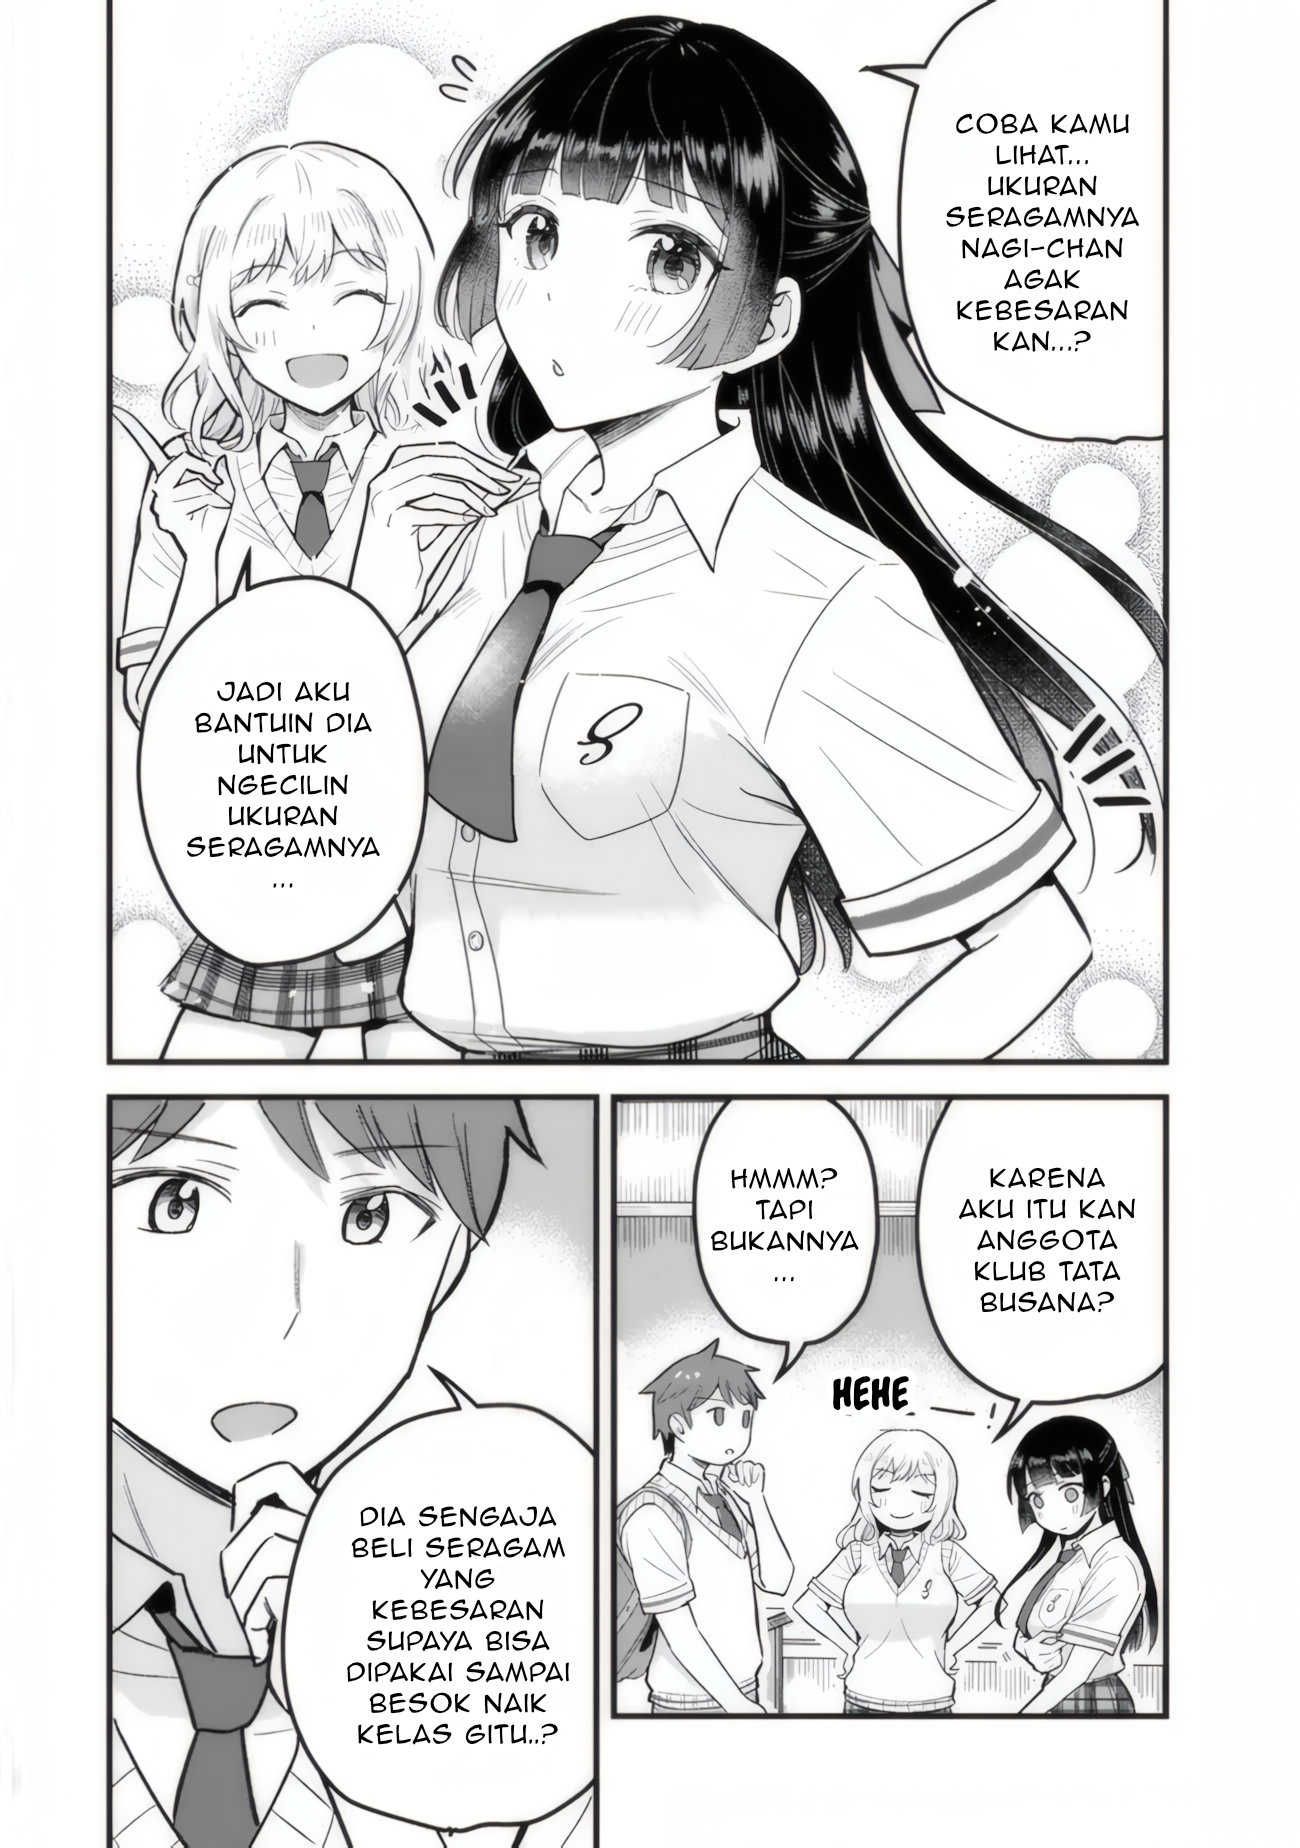 COBA KAMU
LIHAT...
UKURAN
SERAGAMNYA
NAGI-CHAN
AGAK
KEBESARAN
KAN...?
JADI AKU
BANTUIN DIA
UNTUK
NGECILIN
UKURAN
SERAGAMNYA
...
KARENA
AKU ITU KAN
ANGGOTA
KLUB TATA
BUSANA?
HEHE
HMMM?
TAPI
BUKANNYA
...
DIA SENGAJA
BELI SERAGAM
YANG
KEBESARAN
SUPAYA BISA
DIPAKAI SAMPAI
BESOK NAIK
KELAS GITU..?